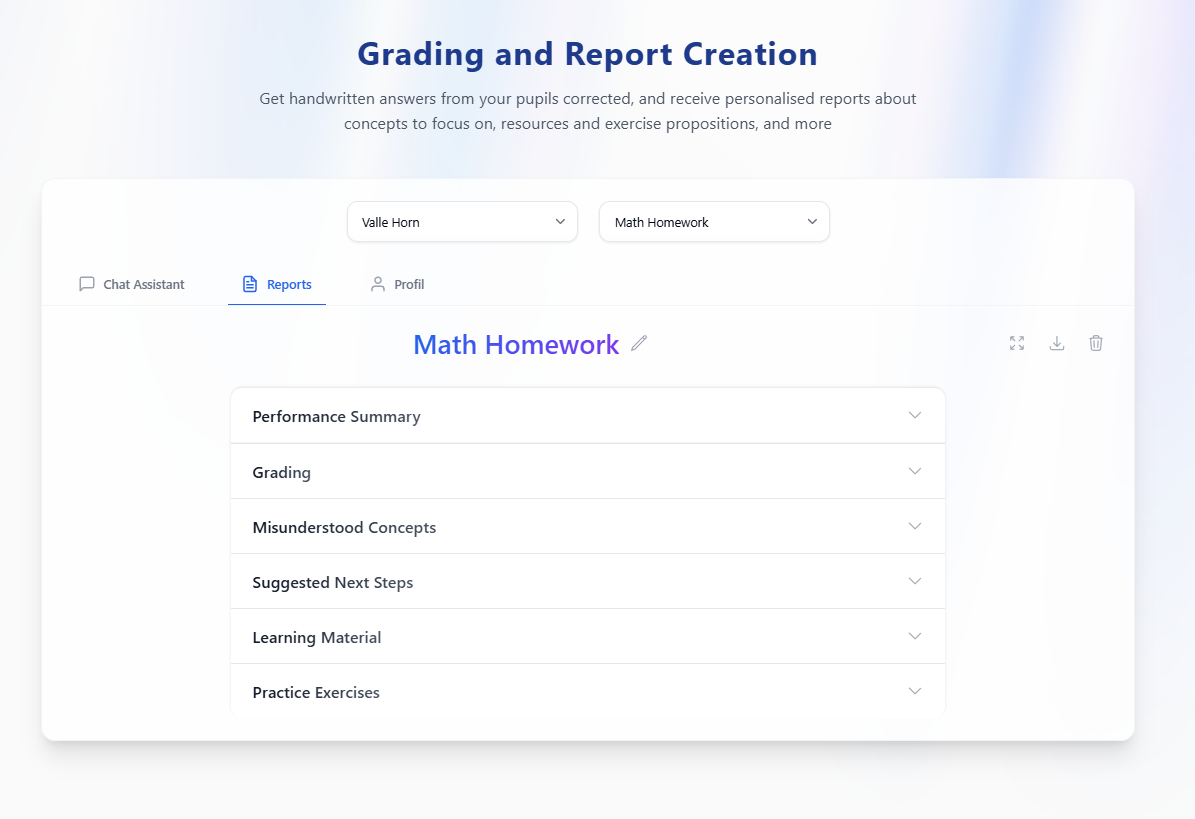 Grading and Report Creation
Get handwritten answers from your pupils corrected, and receive personalised reports about
concepts to focus on, resources and exercise propositions, and more
Valle Horn
Math Homework
Chat Assistant
Reports
Profil
Math Homework
Performance Summary
Grading
Misunderstood Concepts
Suggested Next Steps
Learning Material
Practice Exercises